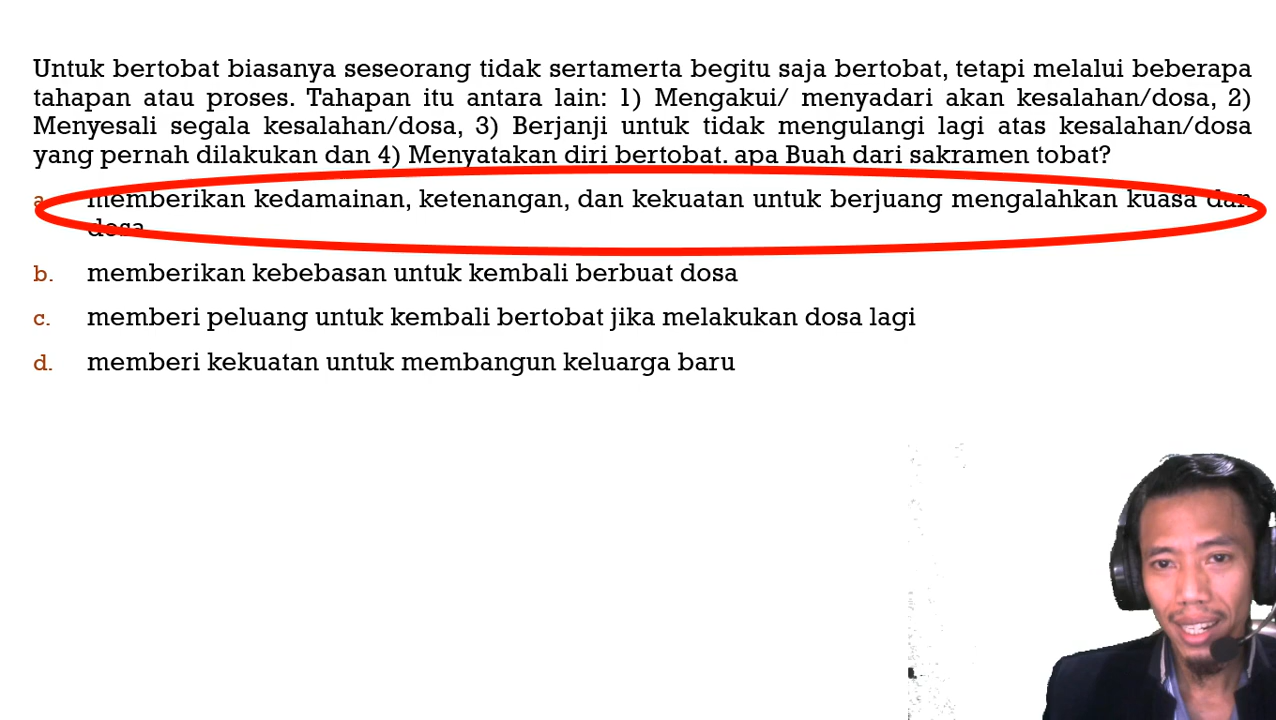 Untuk bertobat biasanya seseorang tidak sertamerta begitu saja bertobat, tetapi melalui beberapa
tahapan atau proses. Tahapan itu antara lain: 1) Mengakui/ menyadari akan kesalahan/dosa, 2)
Menyesali segala kesalahan/dosa, 3) Berjanji untuk tidak mengulangi lagi atas kesalahan/dosa
yang pernah dilakukan dan 4) Menyatakan diri bertobat. apa Buah dari sakramen tobat?
a. memberikan kedamainan, ketenangan, dan kekuatan untuk berjuang mengalahkan kuasa dan
dosa
b. memberikan kebebasan untuk kembali berbuat dosa
c. memberi peluang untuk kembali bertobat jika melakukan dosa lagi
d. memberi kekuatan untuk membangun keluarga baru